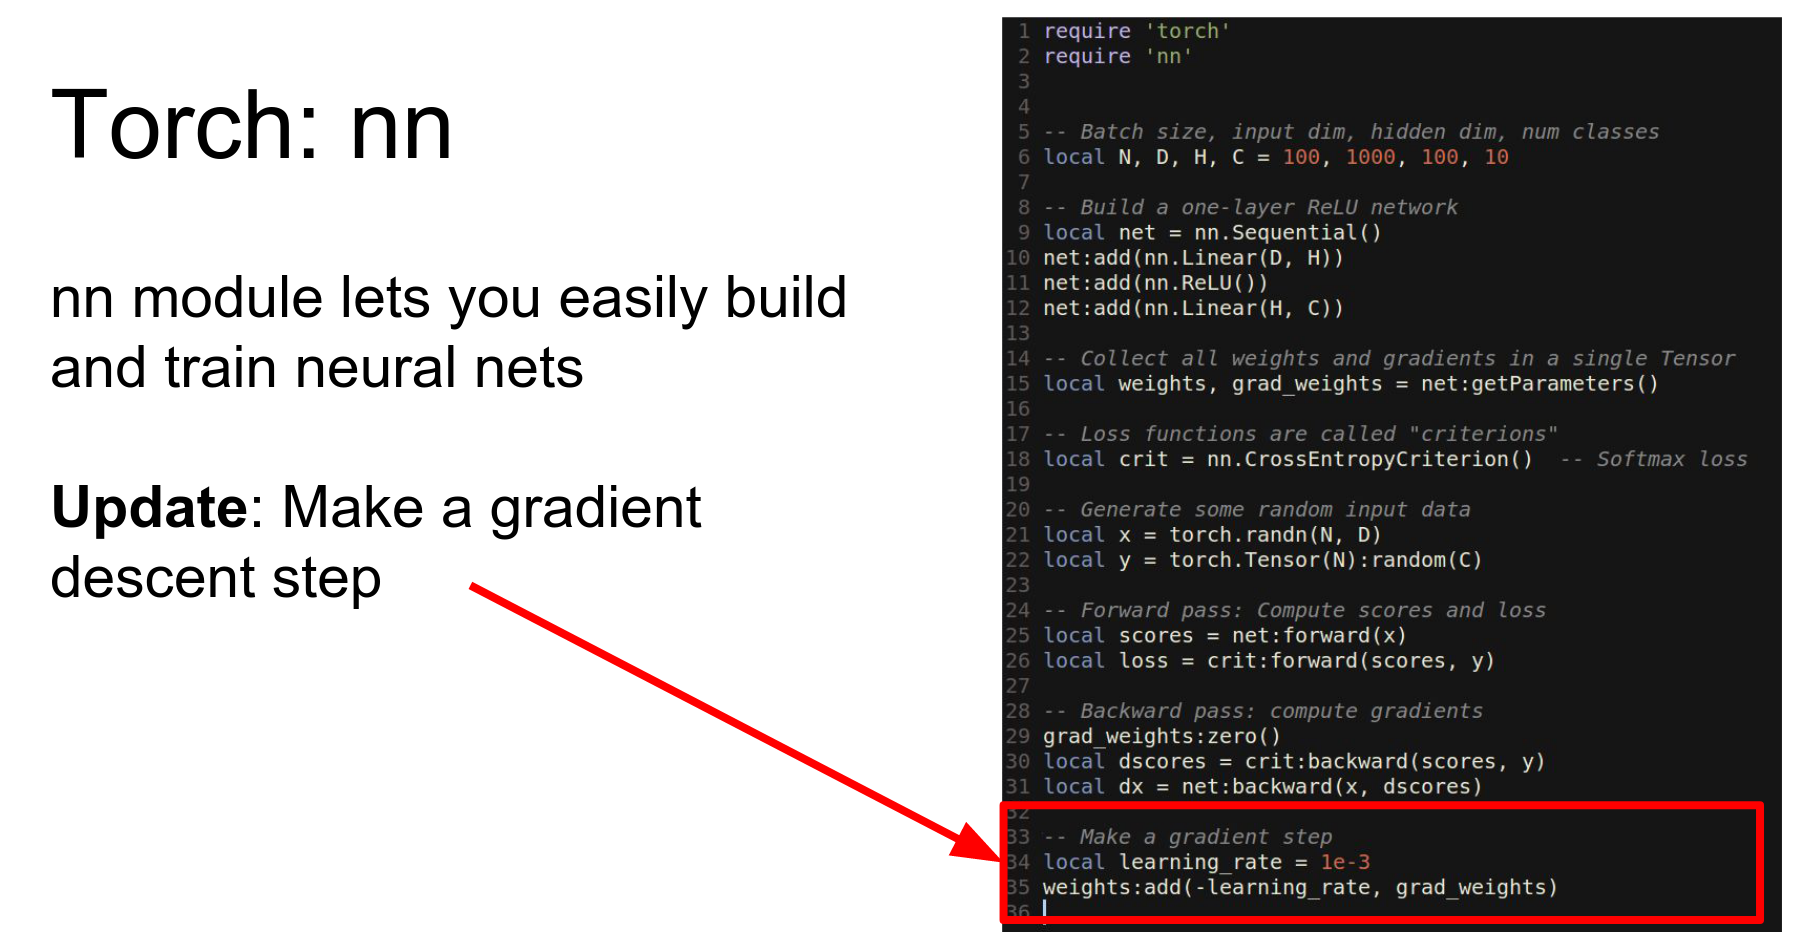 Torch: nn
nn module lets you easily build
and train neural nets
Update: Make a gradient
descent step
1 require 'torch'
2 require 'nn'
3
4
5 -- Batch size, input dim, hidden dim, num classes
6 local N, D, H, C = 100, 1000, 100, 10
7
8 -- Build a one-layer ReLU network
9 local net = nn.Sequential()
10 net:add(nn.Linear(D, H))
11 net:add(nn.ReLU())
12 net:add(nn.Linear(H, C))
13
14 -- Collect all weights and gradients in a single Tensor
15 local weights, grad_weights = net:getParameters()
16
17 -- Loss functions are called "criterions"
18 local crit = nn.CrossEntropyCriterion()  -- Softmax loss
19
20 -- Generate some random input data
21 local x = torch.randn(N, D)
22 local y = torch.Tensor(N):random(C)
23
24 -- Forward pass: Compute scores and loss
25 local scores = net:forward(x)
26 local loss = crit:forward(scores, y)
27
28 -- Backward pass: compute gradients
29 grad_weights:zero()
30 local dscores = crit:backward(scores, y)
31 local dx = net:backward(x, dscores)
32
33 -- Make a gradient step
34 local learning_rate = 1e-3
35 weights:add(-learning_rate, grad_weights)
36